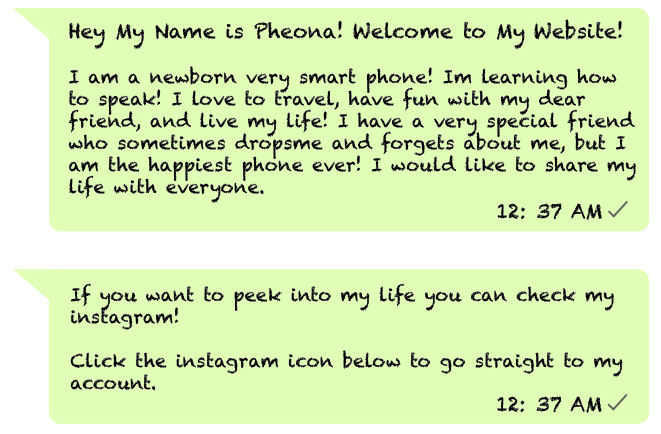 Hey My Name is Pheona! Welcome to My Website!
I am a newborn very smart phone! Im learning how
to speak! I love to travel, have fun with my dear
friend, and live my life! I have a very special friend
who sometimes dropsme and forgets about me, but I
am the happiest phone ever! I would like to share my
life with everyone.
12: 37 AM
If you want to peek into my life you can check my
instagram!
Click the instagram icon below to go straight to my
account.
12: 37 AM